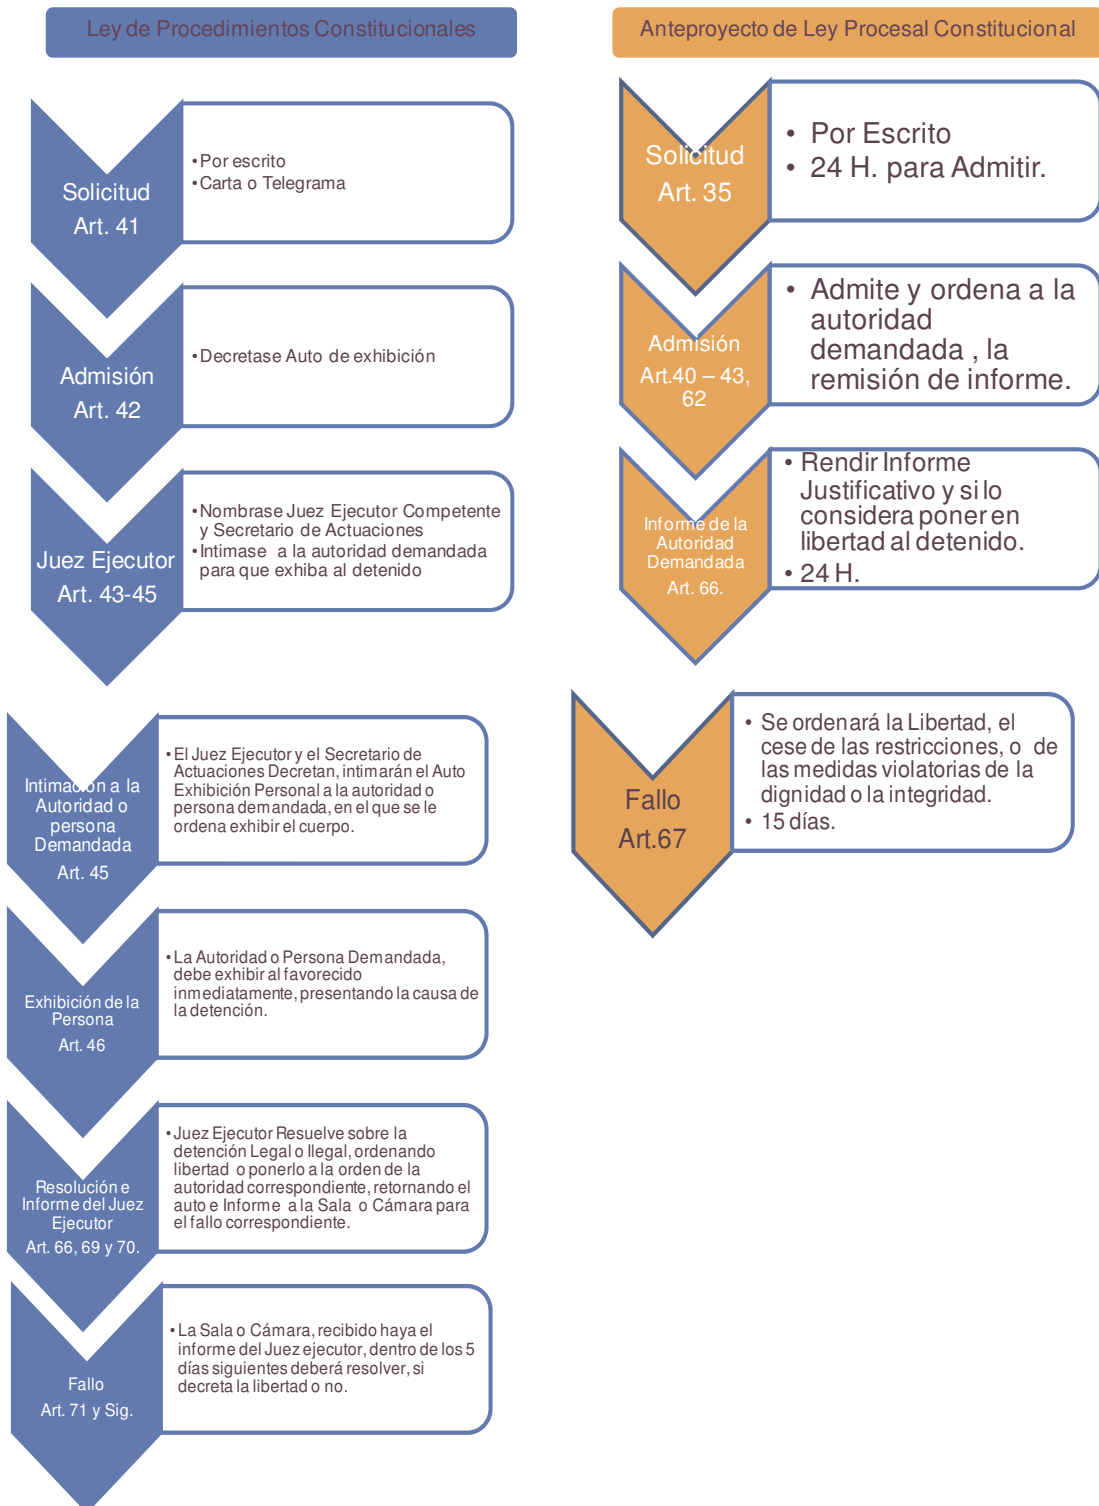 Ley de Procedimientos Constitucionales
Solicitud
Art. 41
• Por escrito
• Carta o Telegrama
Admisión
Art. 42
• Decretase Auto de exhibición
Juez Ejecutor
Art. 43-45
• Nombrase Juez Ejecutor Competente
y Secretario de Actuaciones
• Intimase a la autoridad demandada
para que exhiba al detenido
Intimación a la
Autoridad o
persona
Demandada
Art. 45
• El Juez Ejecutor y el Secretario de
Actuaciones Decretan, intimarán el Auto
Exhibición Personal a la autoridad o
persona demandada, en el que se le
ordena exhibir el cuerpo.
Exhibición de la
Persona
Art. 46
• La Autoridad o Persona Demandada,
debe exhibir al favorecido
inmediatamente, presentando la causa de
la detención.
Resolución e
Informe del Juez
Ejecutor
Art. 66, 69 y 70.
• Juez Ejecutor Resuelve sobre la
detención Legal o Ilegal, ordenando
libertad o ponerlo a la orden de la
autoridad correspondiente, retornando el
auto e Informe a la Sala o Cámara para
el fallo correspondiente.
Fallo
Art. 71 y Sig.
• La Sala o Cámara, recibido haya el
informe del Juez ejecutor, dentro de los 5
días siguientes deberá resolver, si
decreta la libertad o no.
Anteproyecto de Ley Procesal Constitucional
Solicitud
Art. 35
• Por Escrito
• 24 H. para Admitir.
Admisión
Art.40 – 43,
62
• Admite y ordena a la
autoridad
demandada , la
remisión de informe.
Informe de la
Autoridad
Demandada
Art. 66.
• Rendir Informe
Justificativo y si lo
considera poner en
libertad al detenido.
• 24 H.
Fallo
Art.67
• Se ordenará la Libertad, el
cese de las restricciones, o de
las medidas violatorias de la
dignidad o la integridad.
• 15 días.